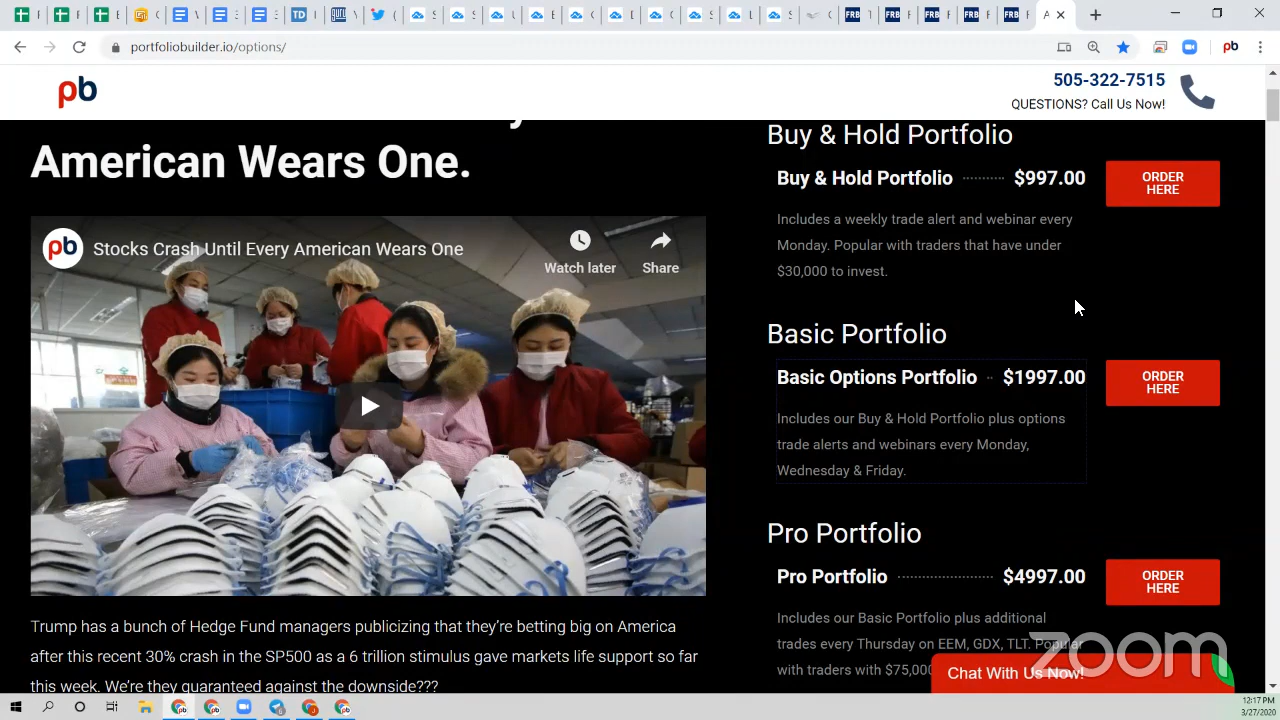 portfoliobuilder.io/options/
pb
pb
505-322-7515
QUESTIONS? Call Us Now!
American Wears One.
pb
Stocks Crash Until Every American Wears One
Watch later
Share
Trump has a bunch of Hedge Fund managers publicizing that they're betting big on America
after this recent 30% crash in the SP500 as a 6 trillion stimulus gave markets life support so far
this week. We're they guaranteed against the downside???
Buy & Hold Portfolio
Buy & Hold Portfolio $997.00
ORDER
HERE
Includes a weekly trade alert and webinar every
Monday. Popular with traders that have under
$30,000 to invest.
Basic Portfolio
Basic Options Portfolio $1997.00
ORDER
HERE
Includes our Buy & Hold Portfolio plus options
trade alerts and webinars every Monday,
Wednesday & Friday.
Pro Portfolio
Pro Portfolio $4997.00
ORDER
HERE
Includes our Basic Portfolio plus additional
trades every Thursday on EEM, GDX, TLT. Popular
with traders with $75,000
zoom
Chat With Us Now!
12:17 PM
3/27/2020